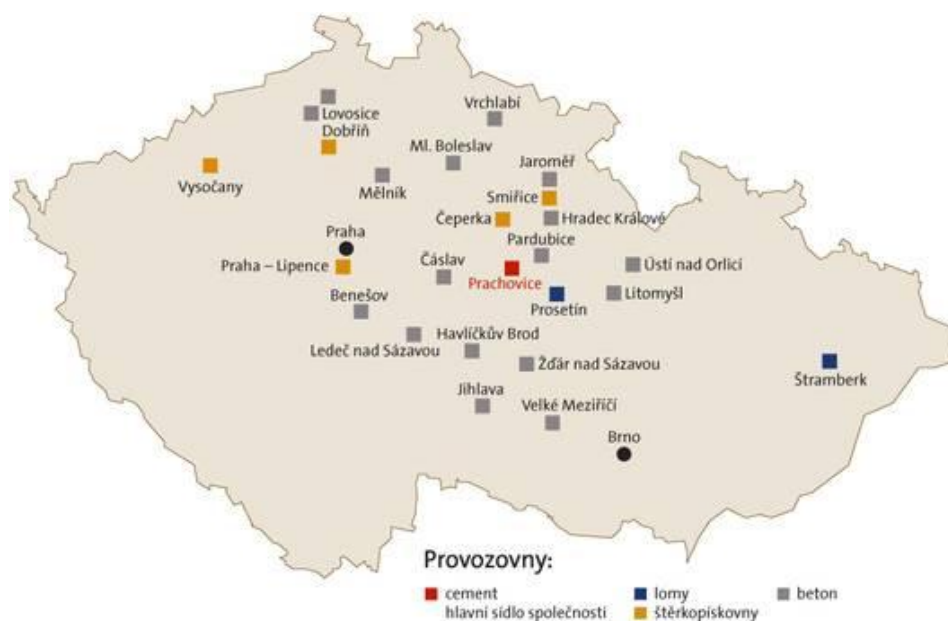 Vrchlabí
Lovosice
Dobříň
Ml. Boleslav
Jaroměř
Vysočany
Mělník
Smiřice
Čeperka
Hradec Králové
Praha
Pardubice
Praha – Lipence
Čáslav
Ústí nad Orlicí
Prachovice
Benešov
Prosetín
Litomyšl
Ledeč nad Sázavou
Havlíčkův Brod
Žďár nad Sázavou
Štramberk
Jihlava
Velké Meziříčí
Brno
Provozovny:
cement
hlavní sídlo společnosti
lomy
štěrkopískovny
beton